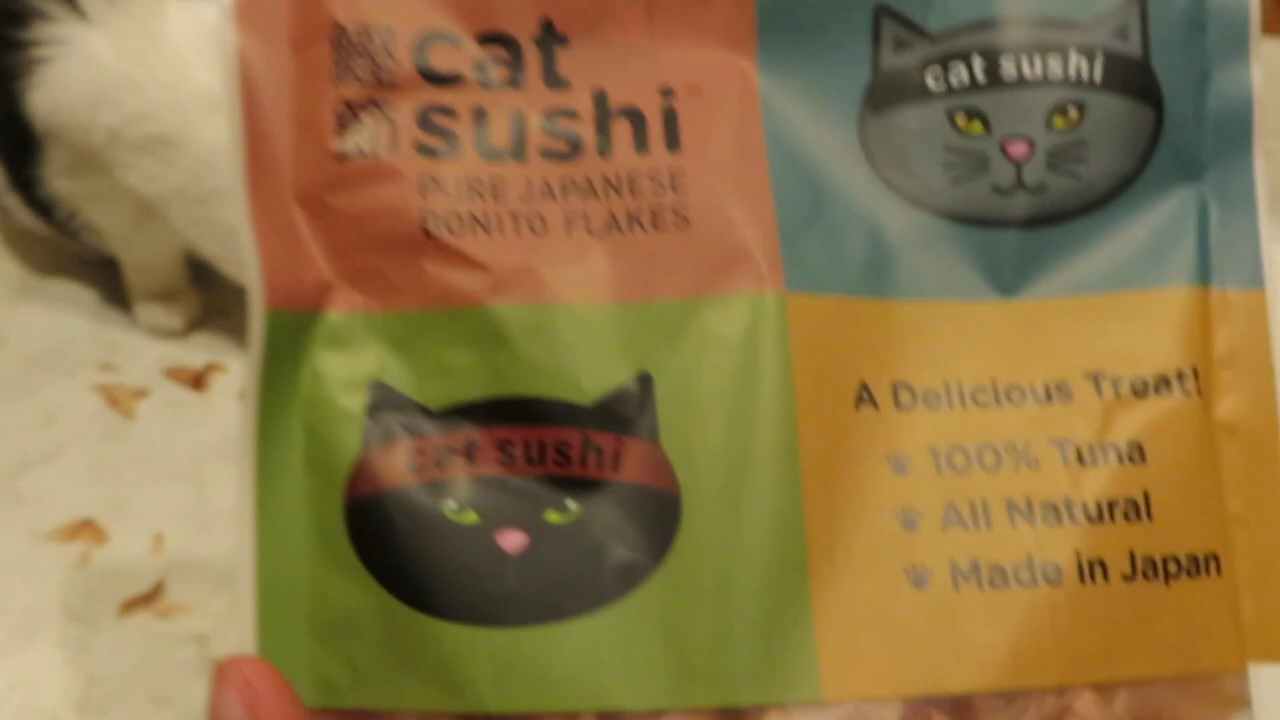 cat
sushi
PURE JAPANESE
BONITO FLAKES
cat sushi
cat sushi
A Delicious Treat!
100% Tuna
All Natural
Made in Japan